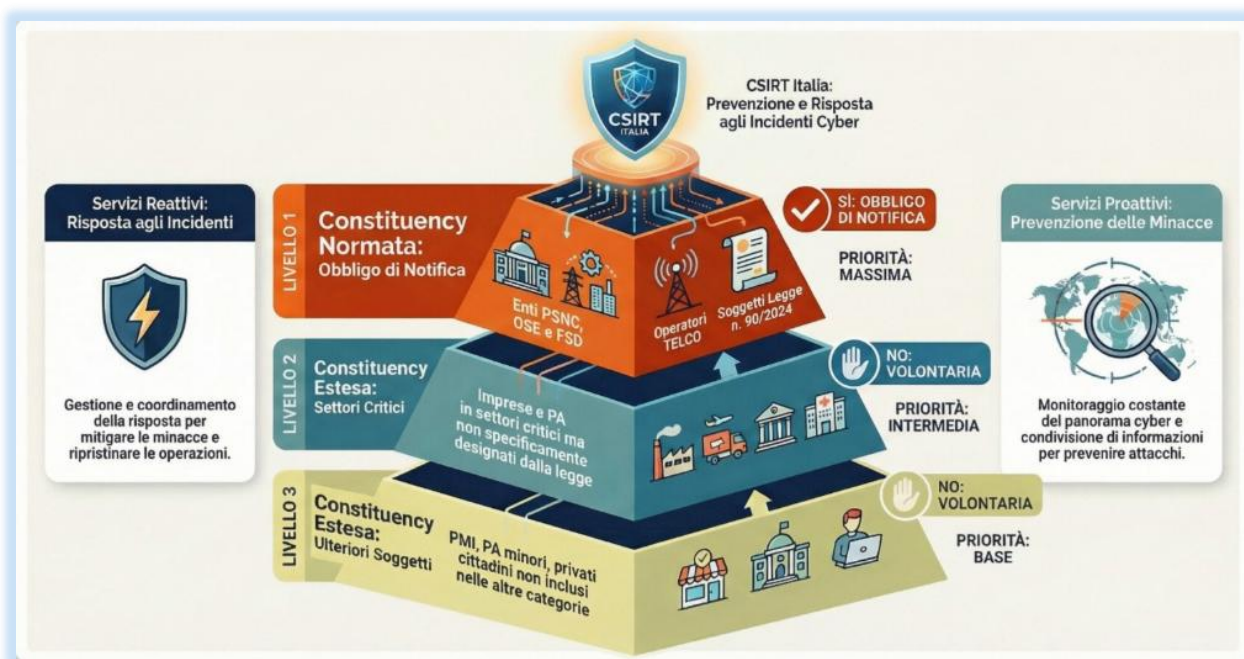 CSIRT
ITALIA
CSIRT Italia:
Prevenzione e Risposta
agli Incidenti Cyber
Servizi Reattivi:
Risposta agli Incidenti
Gestione e coordinamento
della risposta per
mitigare le minacce e
ripristinare le operazioni.
LIVELLO 1
Constituency
Normata:
Obbligo di Notifica
Enti PSNC,
OSE e FSD
Operatori
TELCO
Soggetti Legge
n. 90/2024
SÌ: OBBLIGO
DI NOTIFICA
PRIORITÀ:
MASSIMA
LIVELLO 2
Constituency
Estesa:
Settori Critici
Imprese e PA
in settori critici ma
non specificamente
designati dalla legge
NO:
VOLONTARIA
PRIORITÀ:
INTERMEDIA
LIVELLO 3
Constituency
Estesa:
Ulteriori Soggetti
PMI, PA minori, privati
cittadini non inclusi
nelle altre categorie
NO:
VOLONTARIA
PRIORITÀ:
BASE
Servizi Proattivi:
Prevenzione delle Minacce
Monitoraggio costante
del panorama cyber e
condivisione di informazioni
per prevenire attacchi.